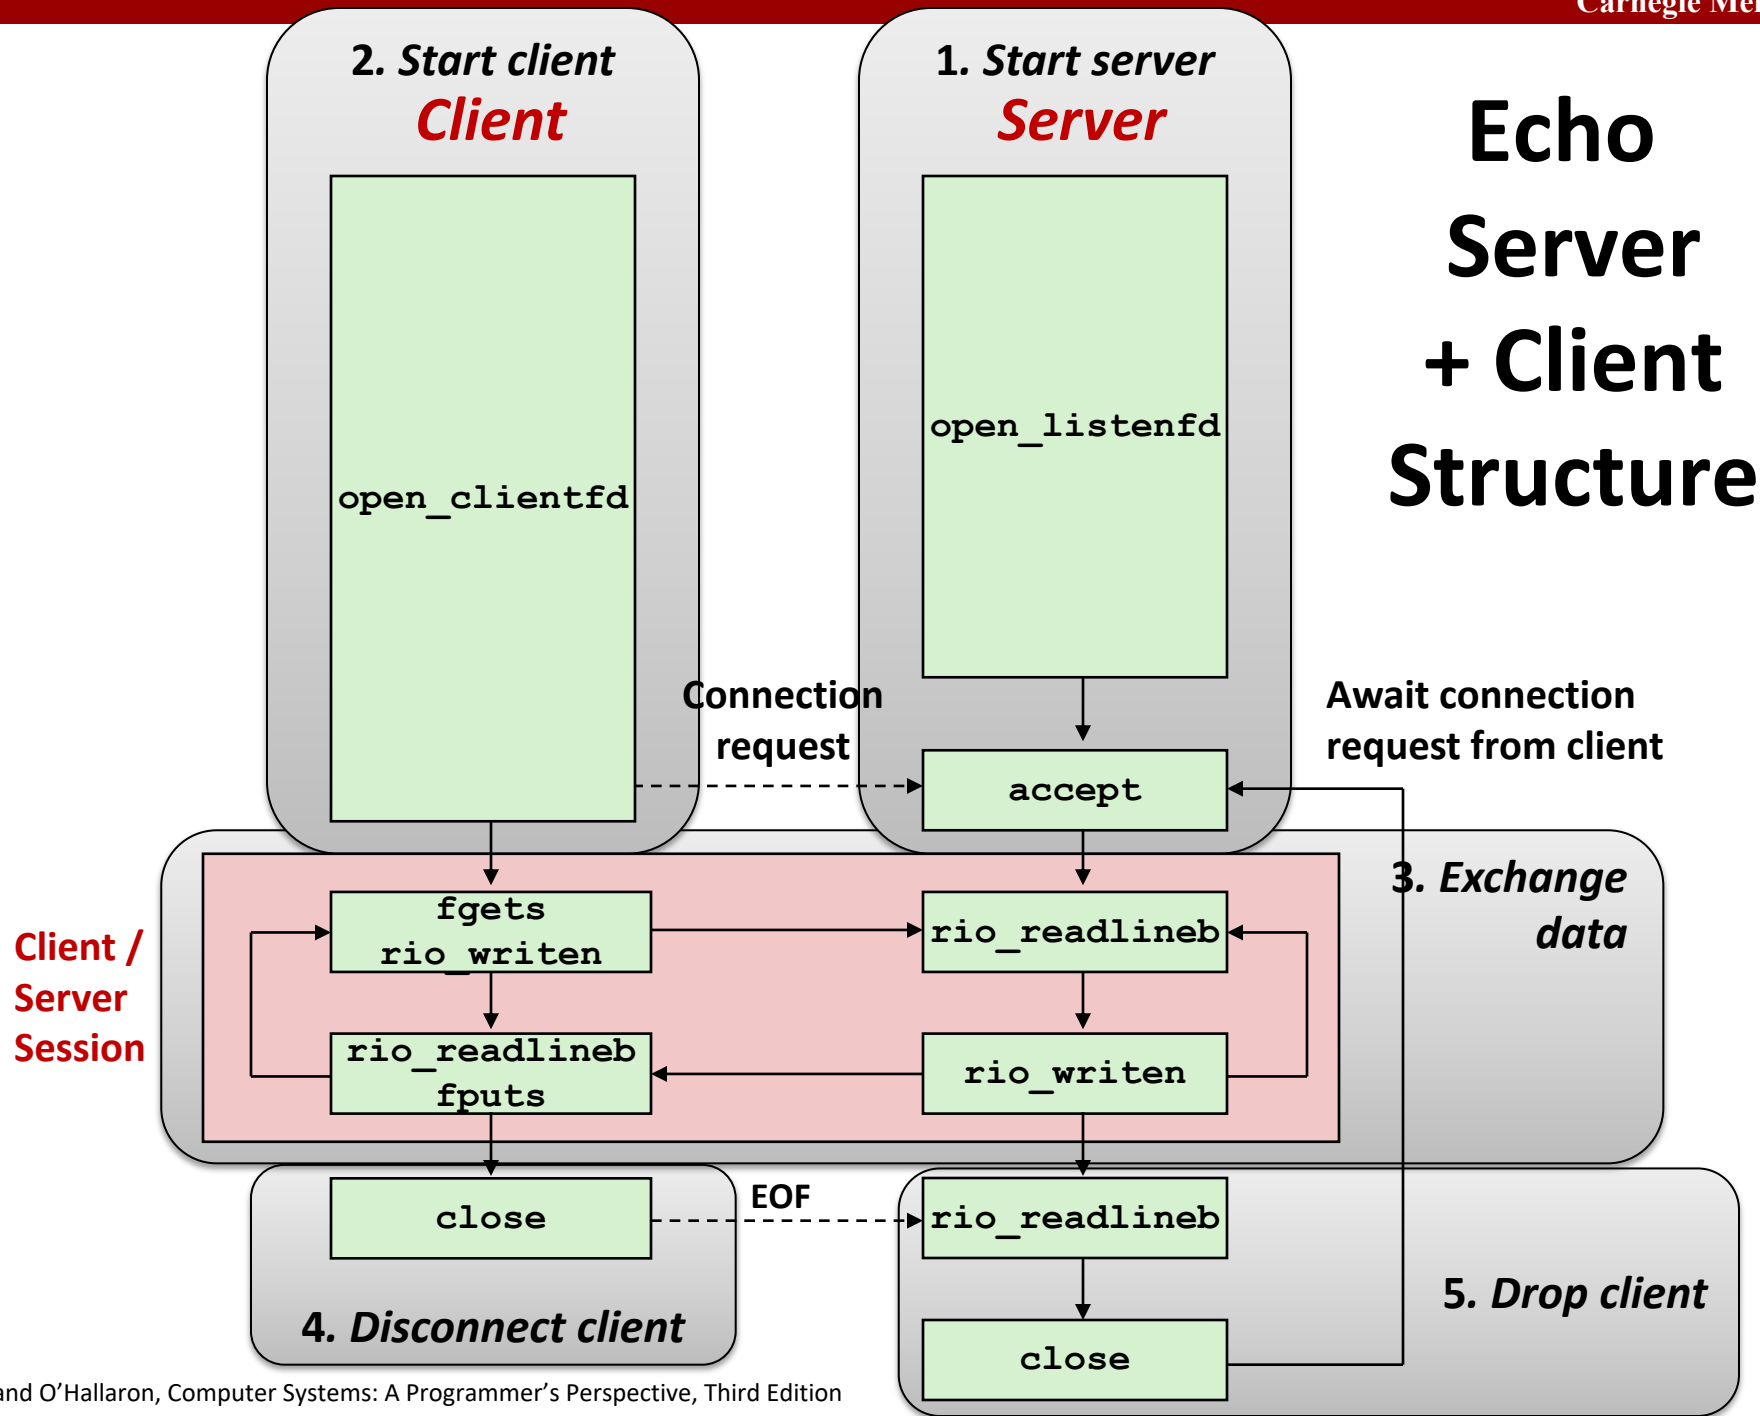 Carnegie
2. Start client
Client
1. Start server
Server
Echo
Server
+ Client
Structure
open_clientfd
open_listenfd
Connection
request
Await connection
request from client
accept
3. Exchange
data
Client /
Server
Session
fgets
rio_writen
rio_readlineb
rio_readlineb
fputs
rio_writen
close
EOF
rio_readlineb
4. Disconnect client
5. Drop client
close
and O'Hallaron, Computer Systems: A Programmer's Perspective, Third Edition